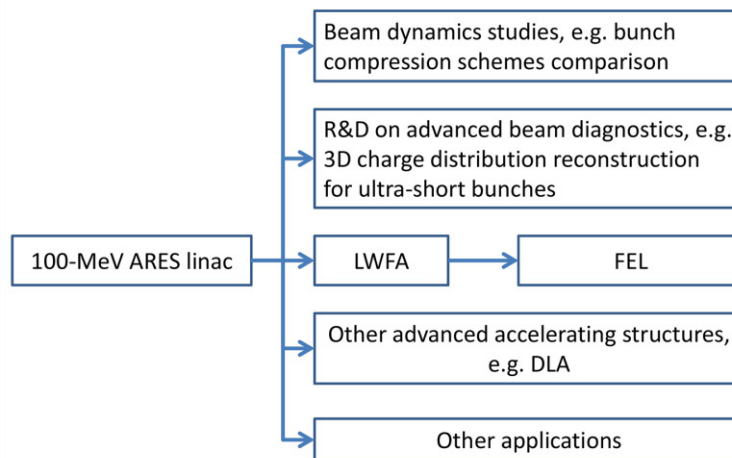 Beam dynamics studies, e.g. bunch
compression schemes comparison
R&D on advanced beam diagnostics, e.g.
3D charge distribution reconstruction
for ultra-short bunches
100-MeV ARES linac
LWFA
FEL
Other advanced accelerating structures,
e.g. DLA
Other applications